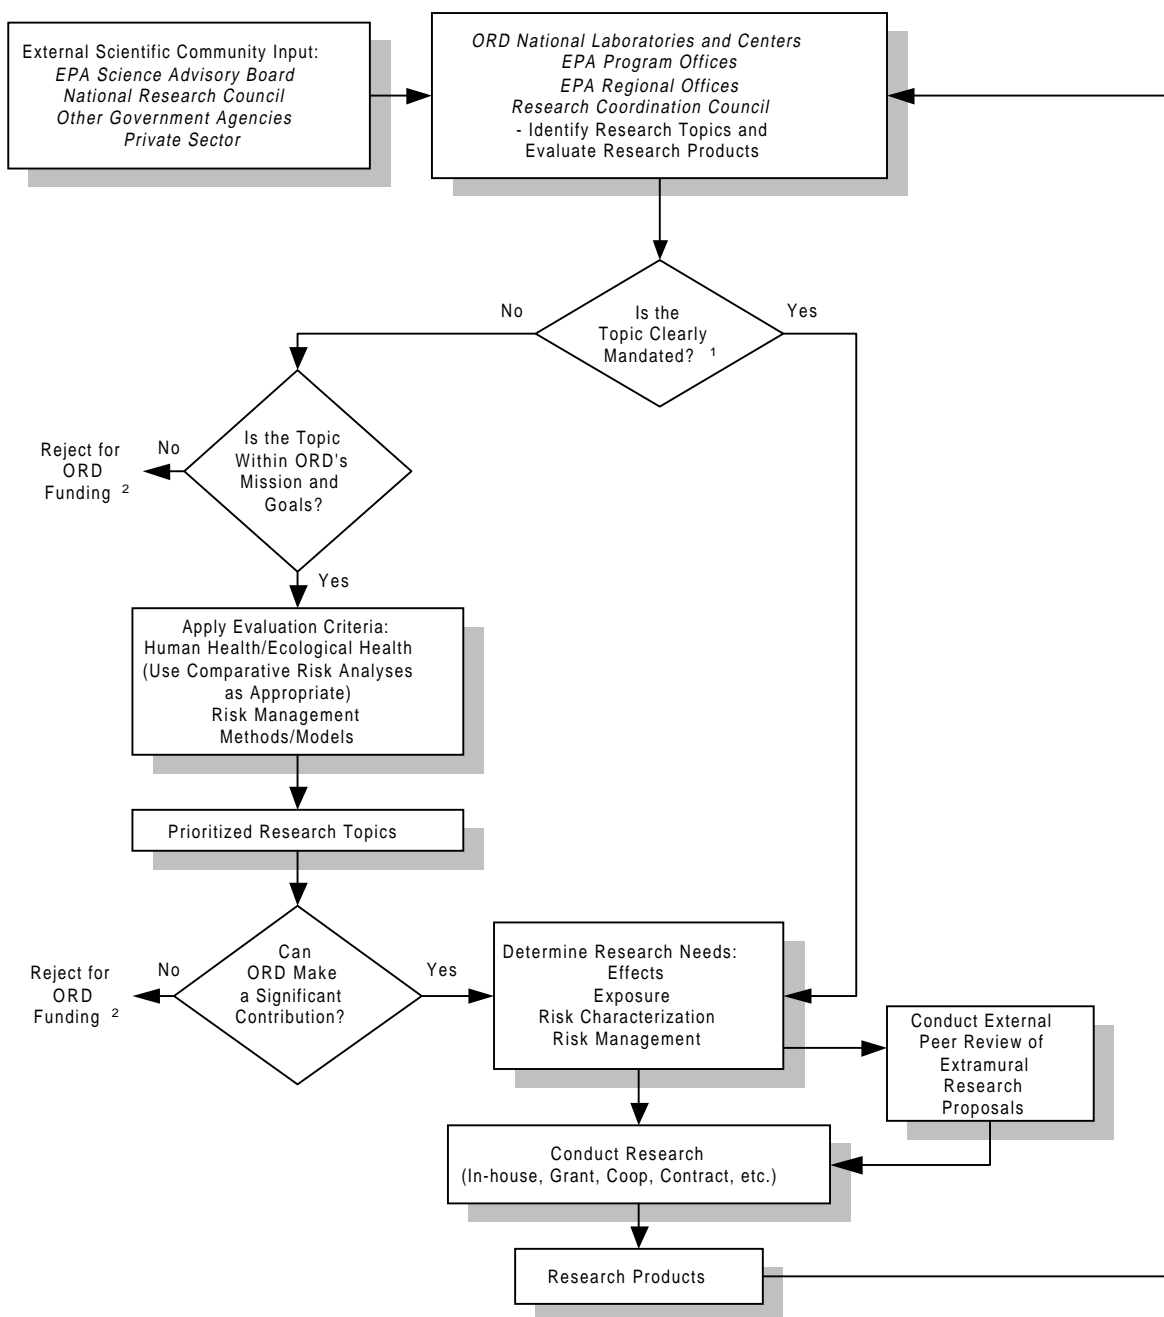 External Scientific Community Input:
EPA Science Advisory Board
National Research Council
Other Government Agencies
Private Sector
ORD National Laboratories and Centers
EPA Program Offices
EPA Regional Offices
Research Coordination Council
- Identify Research Topics and
Evaluate Research Products
No
Is the
Topic Clearly
Mandated? ¹
Yes
Reject for
ORD
Funding ²
No
Is the Topic
Within ORD's
Mission and
Goals?
Yes
Apply Evaluation Criteria:
Human Health/Ecological Health
(Use Comparative Risk Analyses
as Appropriate)
Risk Management
Methods/Models
Prioritized Research Topics
Reject for
ORD
Funding ²
No
Can
ORD Make
a Significant
Contribution?
Yes
Determine Research Needs:
Effects
Exposure
Risk Characterization
Risk Management
Conduct External
Peer Review of
Extramural
Research
Proposals
Conduct Research
(In-house, Grant, Coop, Contract, etc.)
Research Products